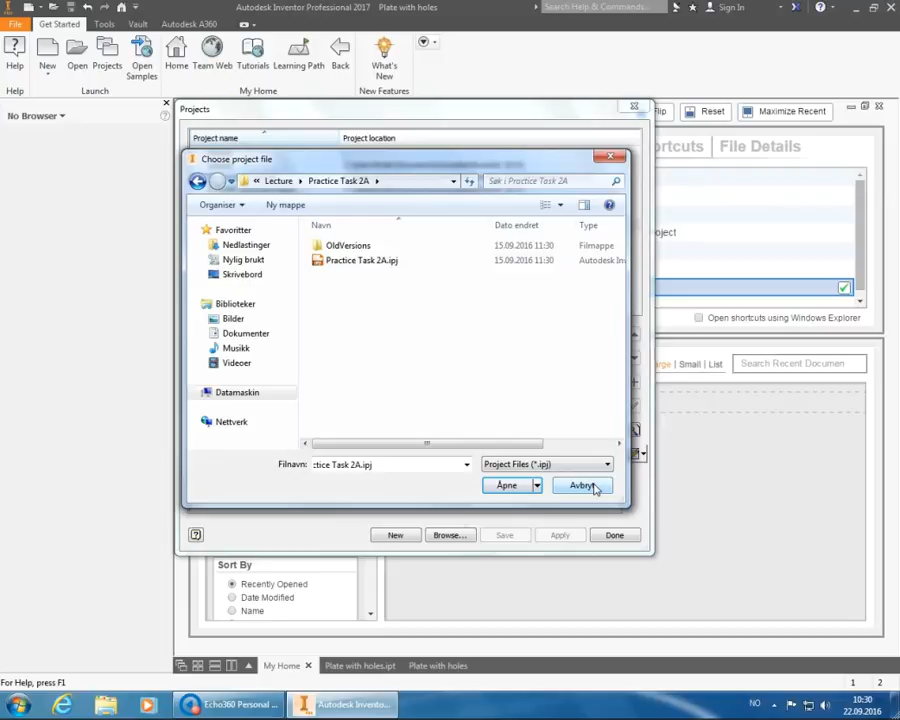 Autodesk Inventor Professional 2017 Plate with holes
Search Help & Commands... Sign In
File Get Started Tools Vault Autodesk A360
Help New Open Projects Open Samples Home Team Web Tutorials Learning Path Back What's New
Help Launch My Home New Features
No Browser
Projects
Flip Reset Maximize Recent
Project name Project location
File Details
Choose project file
Lecture Practice Task 2A Søk i Practice Task 2A
Organiser Ny mappe
Navn Dato endret Type
Favoritter
Nedlastinger
Nylig brukt
Skrivebord
Biblioteker
Bilder
Dokumenter
Musikk
Videoer
Datamaskin
Nettverk
OldVersions 15.09.2016 11:30 Filmappe
Practice Task 2A.ipj 15.09.2016 11:30
Open shortcuts using Windows Explorer
Small List Search Recent Documen
Filnavn: ctice Task 2A.ipj Project Files (*.ipj)
Åpne
New Browse... Save Apply Done
Sort By
Recently Opened
Date Modified
Name
My Home Plate with holes.ipt Plate with holes
For Help, press F1 1 2
Echo360 Personal ... Autodesk Invento...
NO 10:30
22.09.2016